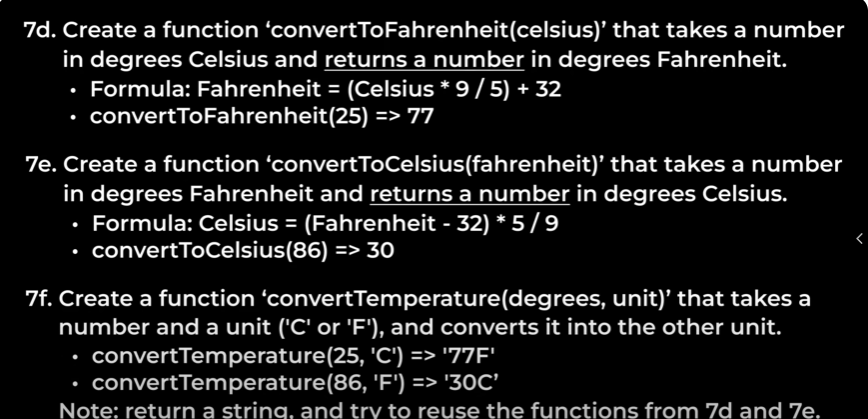 7d. Create a function ‘convertToFahrenheit(celsius)’ that takes a number
in degrees Celsius and returns a number in degrees Fahrenheit.
• Formula: Fahrenheit = (Celsius * 9 / 5) + 32
• convertToFahrenheit(25) => 77
7e. Create a function ‘convertToCelsius(fahrenheit)’ that takes a number
in degrees Fahrenheit and returns a number in degrees Celsius.
• Formula: Celsius = (Fahrenheit - 32) * 5 / 9
• convertToCelsius(86) => 30
7f. Create a function ‘convertTemperature(degrees, unit)’ that takes a
number and a unit ('C' or 'F'), and converts it into the other unit.
• convertTemperature(25, 'C') => '77F'
• convertTemperature(86, 'F') => '30C’
Note: return a string, and try to reuse the functions from 7d and 7e.